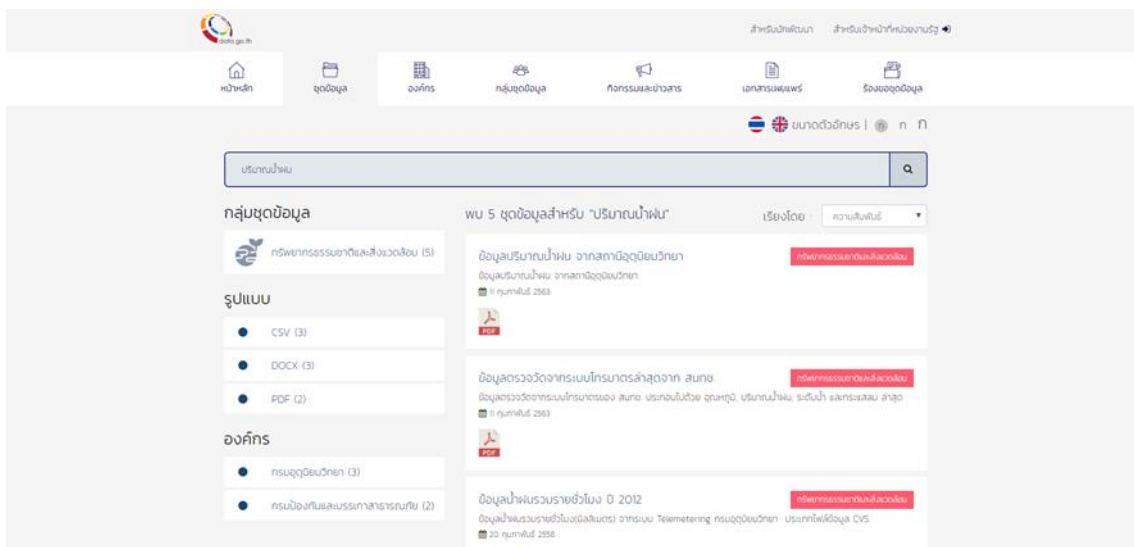 data.go.th
สำหรับนักพัฒนา สำหรับเจ้าหน้าที่หน่วยงานรัฐ
หน้าหลัก ชุดข้อมูล องค์กร กลุ่มชุดข้อมูล กิจกรรมและข่าวสาร เอกสารเผยแพร่ ร้องขอชุดข้อมูล
ขนาดตัวอักษร | ก ก ก
ปริมาณน้ำฝน
กลุ่มชุดข้อมูล
ทรัพยากรธรรมชาติและสิ่งแวดล้อม (5)
รูปแบบ
CSV (3)
DOCX (3)
PDF (2)
องค์กร
กรมอุตุนิยมวิทยา (3)
กรมป้องกันและบรรเทาสาธารณภัย (2)
พบ 5 ชุดข้อมูลสำหรับ "ปริมาณน้ำฝน"
เรียงโดย : ความสัมพันธ์
ข้อมูลปริมาณน้ำฝน จากสถานีอุตุนิยมวิทยา
ทรัพยากรธรรมชาติและสิ่งแวดล้อม
ข้อมูลปริมาณน้ำฝน จากสถานีอุตุนิยมวิทยา
11 กุมภาพันธ์ 2563
PDF
ข้อมูลตรวจวัดจากระบบโทรมาตรล่าสุดจาก สนทช.
ทรัพยากรธรรมชาติและสิ่งแวดล้อม
ข้อมูลตรวจวัดจากระบบโทรมาตรของ สนทช. ประกอบไปด้วย อุณหภูมิ, ปริมาณน้ำฝน, ระดับน้ำ และกระแสลม ล่าสุด
11 กุมภาพันธ์ 2563
PDF
ข้อมูลน้ำฝนรวมรายชั่วโมง ปี 2012
ทรัพยากรธรรมชาติและสิ่งแวดล้อม
ข้อมูลน้ำฝนรวมรายชั่วโมง(มิลลิเมตร) จากระบบ Telemetering กรมอุตุนิยมวิทยา ประเภทไฟล์ข้อมูล CVS
20 กุมภาพันธ์ 2558